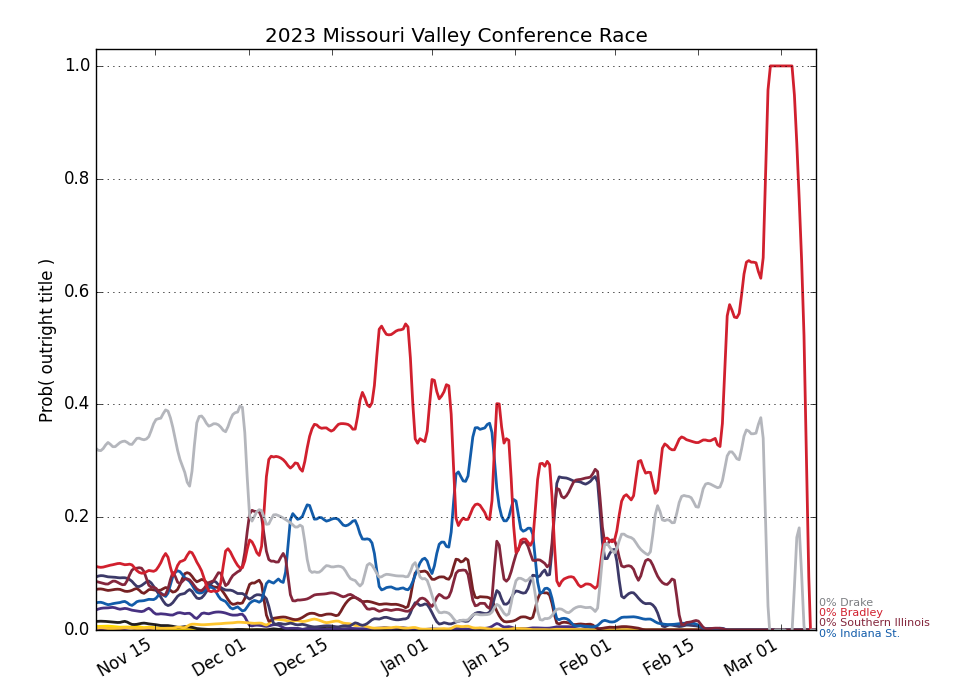 2023 Missouri Valley Conference Race
Prob( outright title )
1.0
0.8
0.6
0.4
0.2
0.0
Nov 15
Dec 01
Dec 15
Jan 01
Jan 15
Feb 01
Feb 15
Mar 01
0% Drake
0% Bradley
0% Southern Illinois
0% Indiana St.